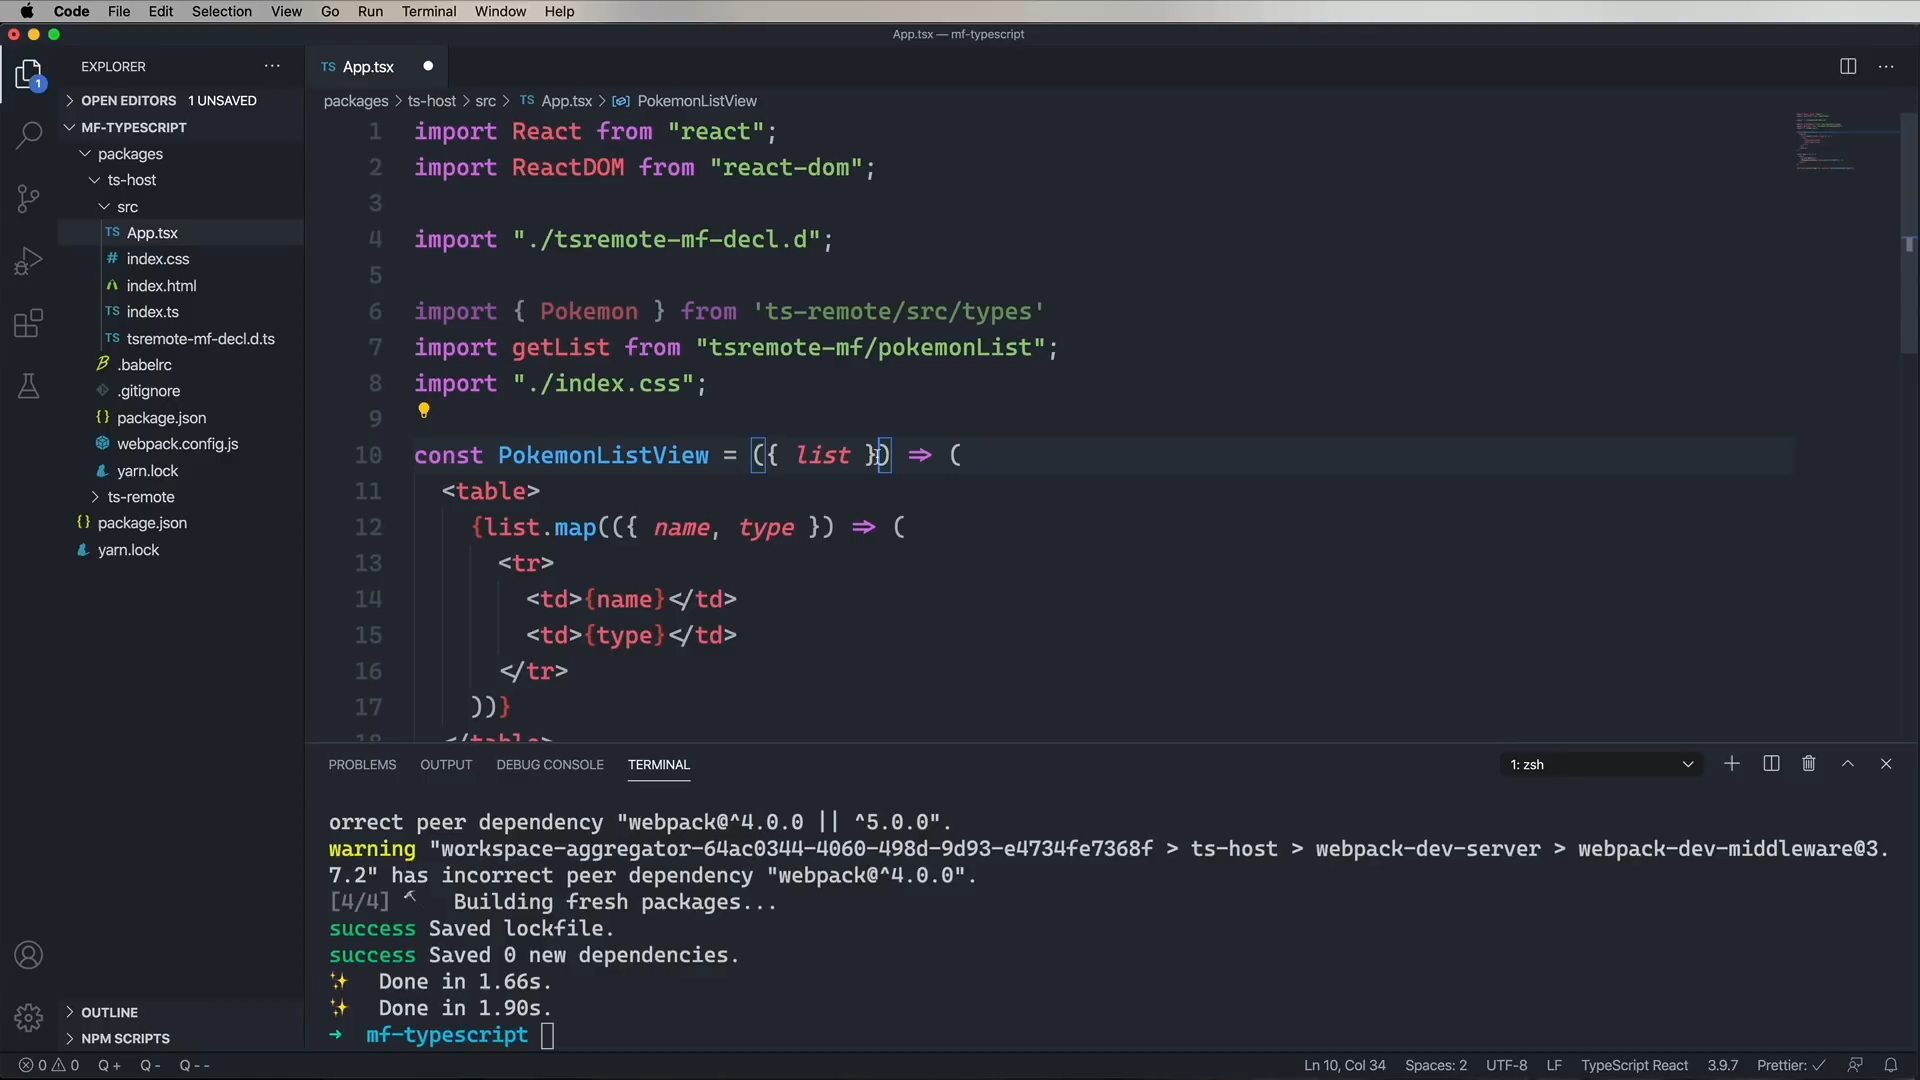 Code File Edit Selection View Go Run Terminal Window Help
App.tsx — mf-typescript
EXPLORER
OPEN EDITORS 1 UNSAVED
MF-TYPESCRIPT
packages
ts-host
src
TS App.tsx
# index.css
index.html
TS index.ts
TS tsremote-mf-decl.d.ts
.babelrc
.gitignore
{} package.json
webpack.config.js
yarn.lock
ts-remote
{} package.json
yarn.lock
OUTLINE
NPM SCRIPTS
1
TS App.tsx
packages > ts-host > src > TS App.tsx > PokemonListView
1 import React from "react";
2 import ReactDOM from "react-dom";
3
4 import "./tsremote-mf-decl.d";
5
6 import { Pokemon } from 'ts-remote/src/types'
7 import getList from "tsremote-mf/pokemonList";
8 import "./index.css";
9
10 const PokemonListView = ({ list }) => (
11 <table>
12 {list.map(({ name, type }) => (
13 <tr>
14 <td>{name}</td>
15 <td>{type}</td>
16 </tr>
17 ))}
18 </table>
PROBLEMS OUTPUT DEBUG CONSOLE TERMINAL
1: zsh
orrect peer dependency "webpack@^4.0.0 || ^5.0.0".
warning "workspace-aggregator-64ac0344-4060-498d-9d93-e4734fe7368f > ts-host > webpack-dev-server > webpack-dev-middleware@3.
7.2" has incorrect peer dependency "webpack@^4.0.0".
[4/4] Building fresh packages...
success Saved lockfile.
success Saved 0 new dependencies.
✨ Done in 1.66s.
✨ Done in 1.90s.
→ mf-typescript
0 0 Q+ Q- Q-- Ln 10, Col 34 Spaces: 2 UTF-8 LF TypeScript React 3.9.7 Prettier: ✓